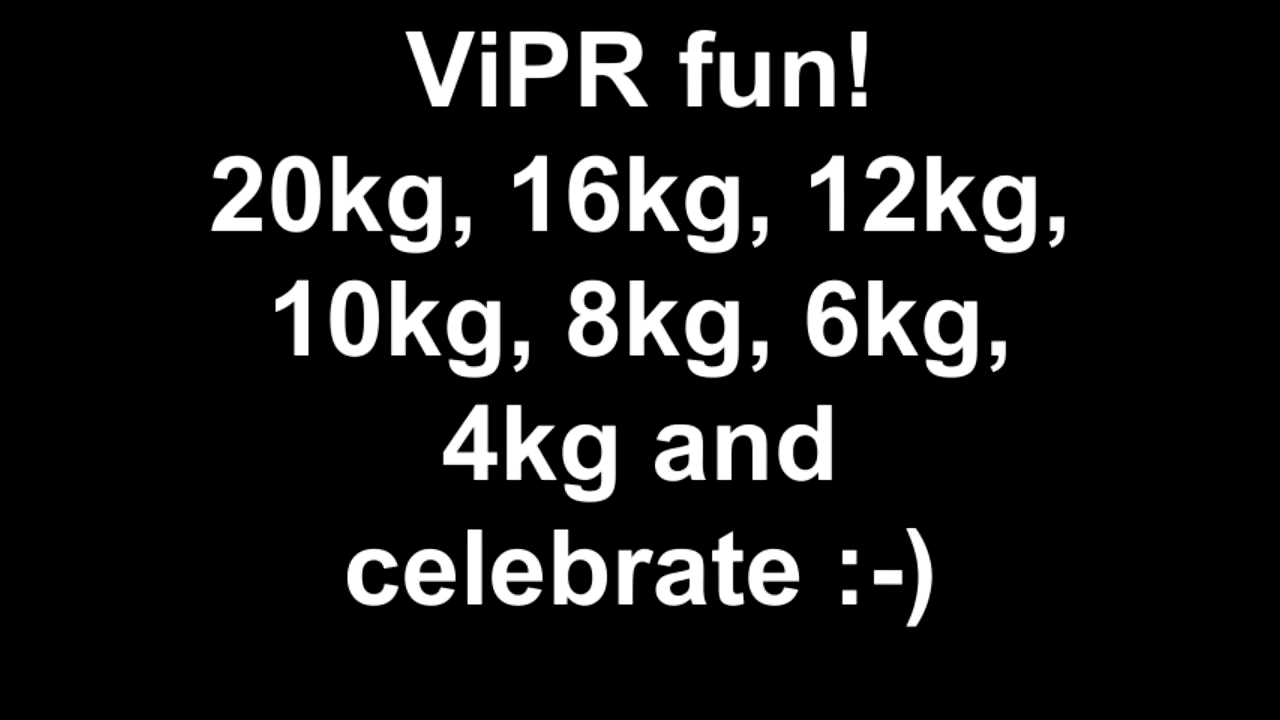 ViPR fun!
20kg, 16kg, 12kg,
10kg, 8kg, 6kg,
4kg and
celebrate :-)